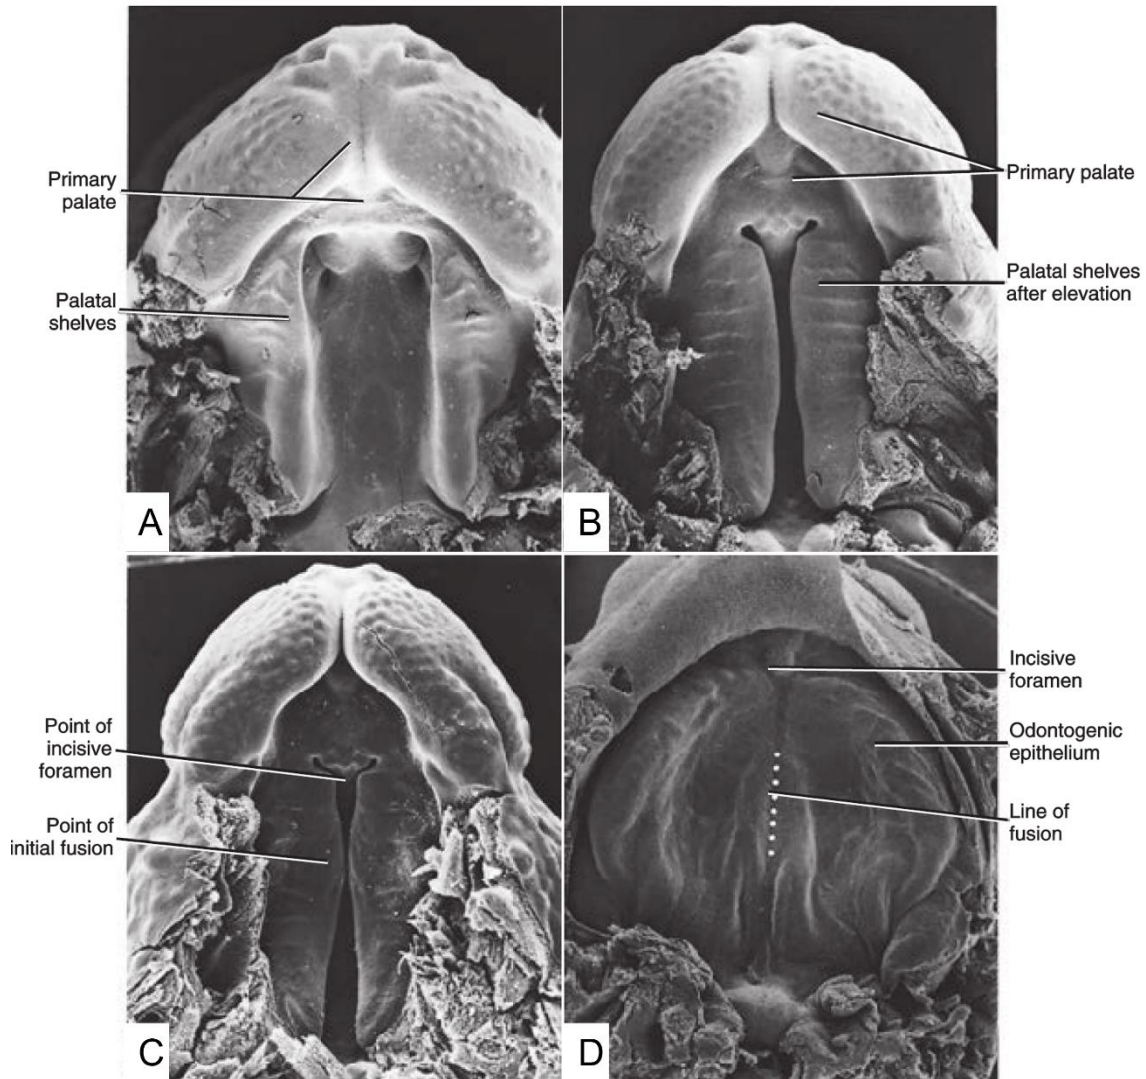 Primary
palate
Palatal
shelves
A
Primary palate
Palatal shelves
after elevation
B
Point of
incisive
foramen
Point of
initial fusion
C
Incisive
foramen
Odontogenic
epithelium
Line of
fusion
D